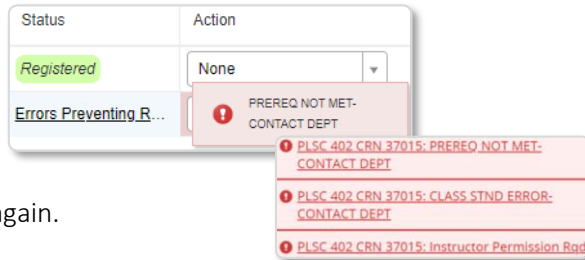 Status Action
Registered None
Errors Preventing R...
PREREQ NOT MET-
CONTACT DEPT
PLSC 402 CRN 37015: PREREQ NOT MET-
CONTACT DEPT
PLSC 402 CRN 37015: CLASS STND ERROR-
CONTACT DEPT
again.
PLSC 402 CRN 37015: Instructor Permission Rqd